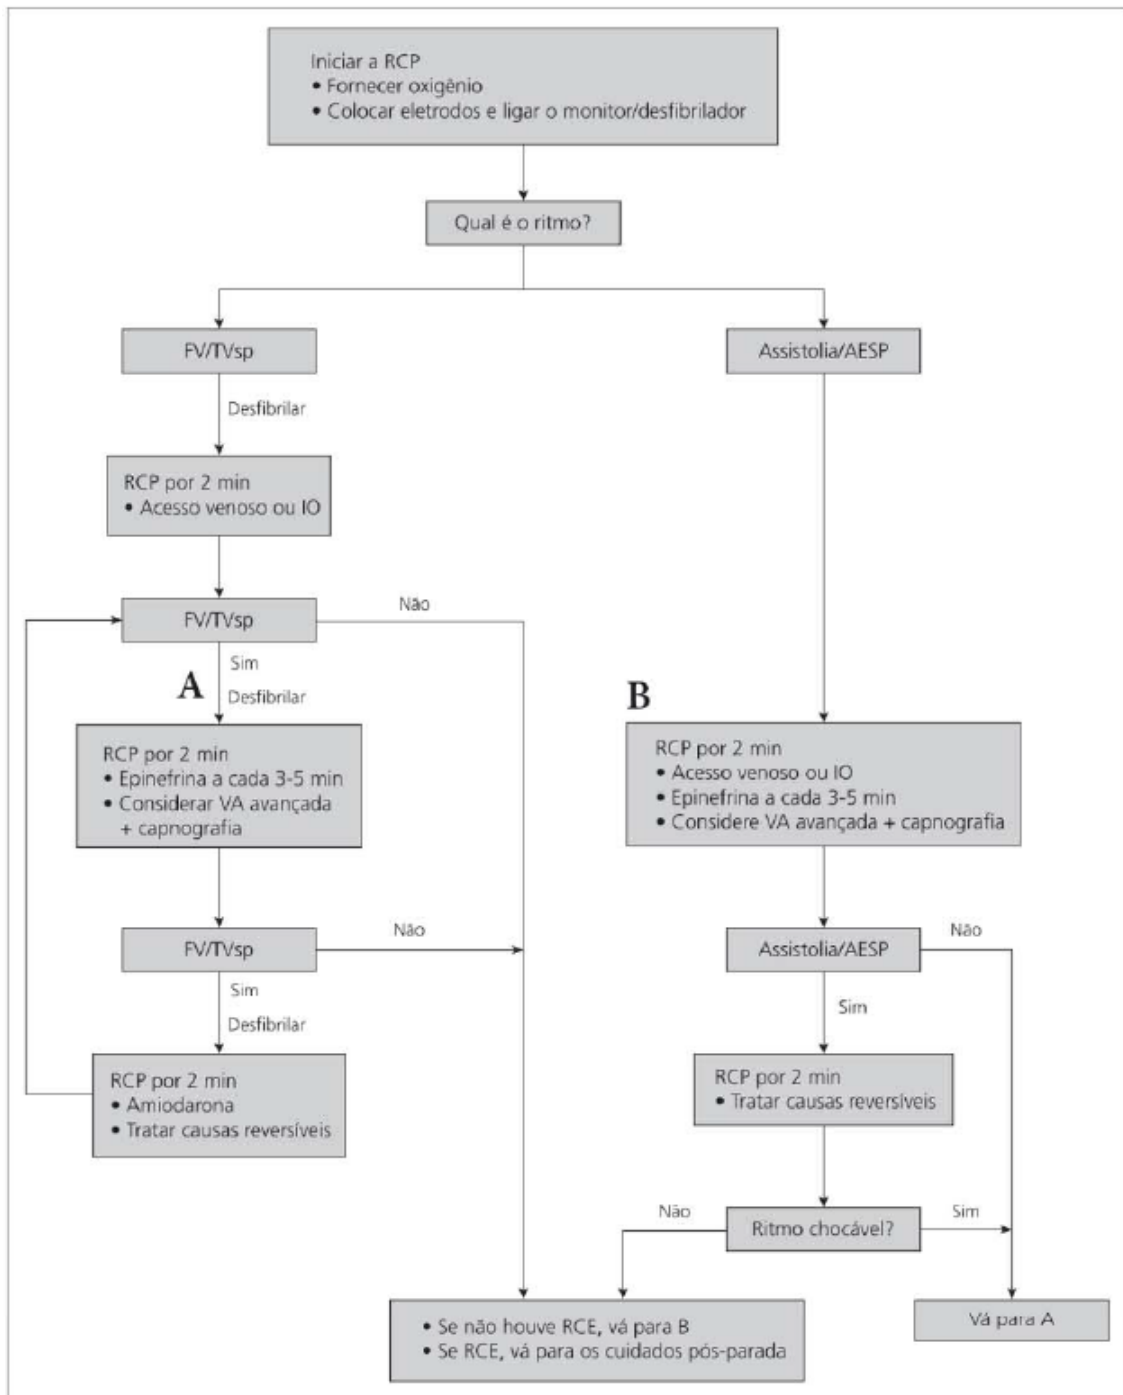 Iniciar a RCP
• Fornecer oxigênio
• Colocar eletrodos e ligar o monitor/desfibrilador
Qual é o ritmo?
FV/TVsp
Assistolia/AESP
Desfibrilar
RCP por 2 min
• Acesso venoso ou IO
FV/TVsp
Não
Sim
A
Desfibrilar
RCP por 2 min
• Epinefrina a cada 3-5 min
• Considerar VA avançada
+ capnografia
FV/TVsp
Não
Sim
Desfibrilar
RCP por 2 min
• Amiodarona
• Tratar causas reversíveis
B
RCP por 2 min
• Acesso venoso ou IO
• Epinefrina a cada 3-5 min
• Considere VA avançada + capnografia
Assistolia/AESP
Não
Sim
RCP por 2 min
• Tratar causas reversíveis
Não
Ritmo chocável?
Sim
• Se não houve RCE, vá para B
• Se RCE, vá para os cuidados pós-parada
Vá para A